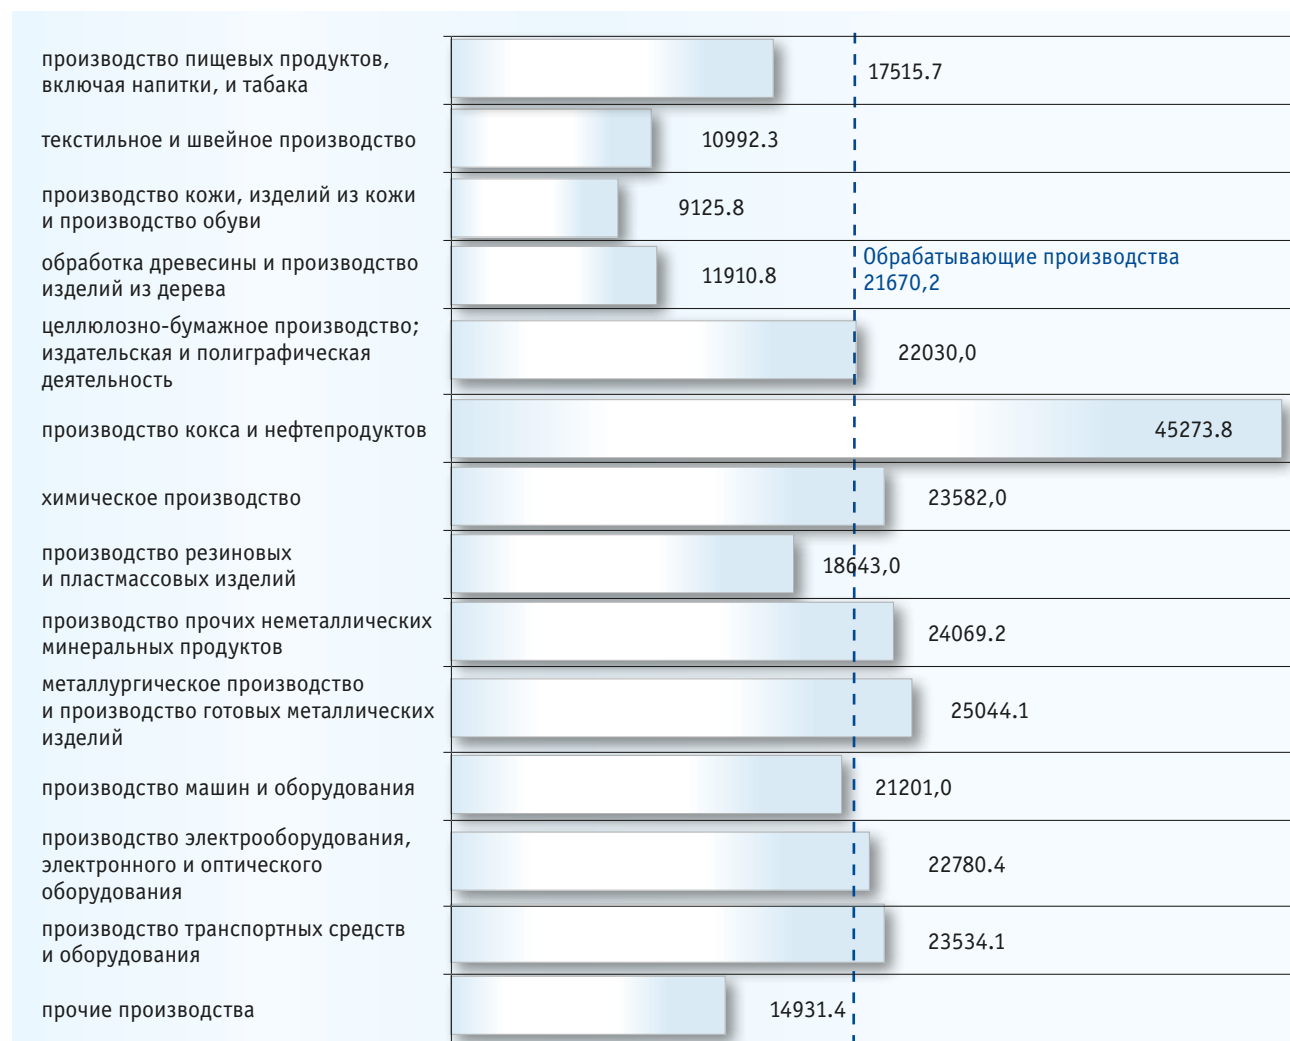 производство пищевых продуктов,
включая напитки, и табака
17515.7
текстильное и швейное производство
10992.3
производство кожи, изделий из кожи
и производство обуви
9125.8
обработка древесины и производство
изделий из дерева
11910.8
Обрабатывающие производства
21670,2
целлюлозно-бумажное производство;
издательская и полиграфическая
деятельность
22030,0
производство кокса и нефтепродуктов
45273.8
химическое производство
23582,0
производство резиновых
и пластмассовых изделий
18643,0
производство прочих неметаллических
минеральных продуктов
24069.2
металлургическое производство
и производство готовых металлических
изделий
25044.1
производство машин и оборудования
21201,0
производство электрооборудования,
электронного и оптического
оборудования
22780.4
производство транспортных средств
и оборудования
23534.1
прочие производства
14931.4